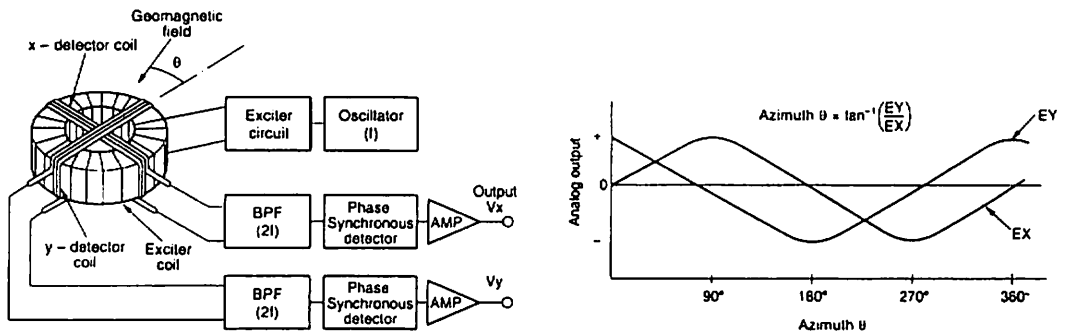 Geomagnetic
field
x – detector coil
θ
Exciter
circuit
Oscillator
(f)
Output
Vx
BPF
(2f)
Phase
Synchronous
detector
AMP
y – detector
coil
Exciter
coil
Vy
BPF
(2f)
Phase
Synchronous
detector
AMP
Azimuth θ = tan⁻¹(EY/EX)
EY
+
0
–
Analog output
EX
90°
180°
270°
360°
Azimuth θ